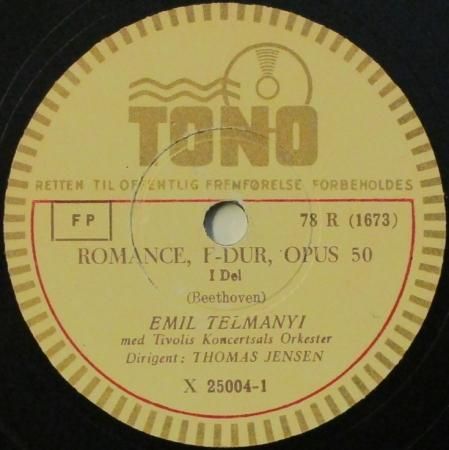 TONO
RETTEN TIL OFFENTLIG FREMFØRELSE FORBEHOLDES
FP
78 R (1673)
ROMANCE, F-DUR, OPUS 50
I Del
(Beethoven)
EMIL TELMANYI
med Tivolis Koncertsals Orkester
Dirigent: THOMAS JENSEN
X 25004-1